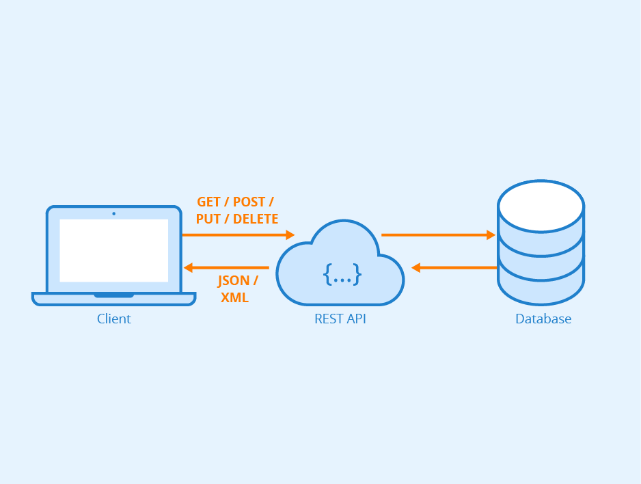 GET / POST /
PUT / DELETE
JSON /
XML
{...}
Client
REST API
Database